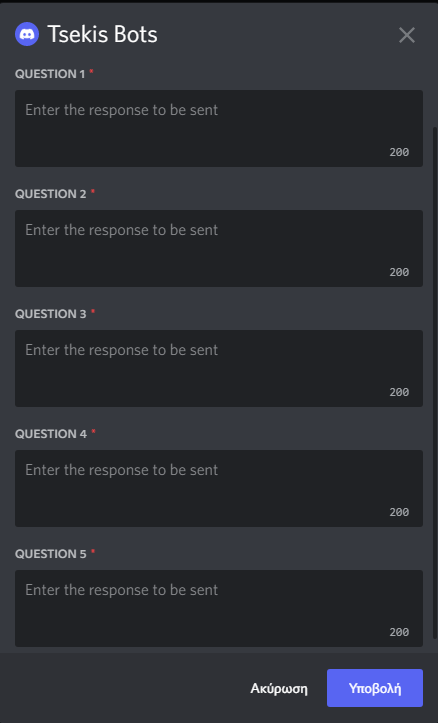 Tsekis Bots
QUESTION 1 *
Enter the response to be sent
200
QUESTION 2 *
Enter the response to be sent
200
QUESTION 3 *
Enter the response to be sent
200
QUESTION 4 *
Enter the response to be sent
200
QUESTION 5 *
Enter the response to be sent
200
Ακύρωση Υποβολή